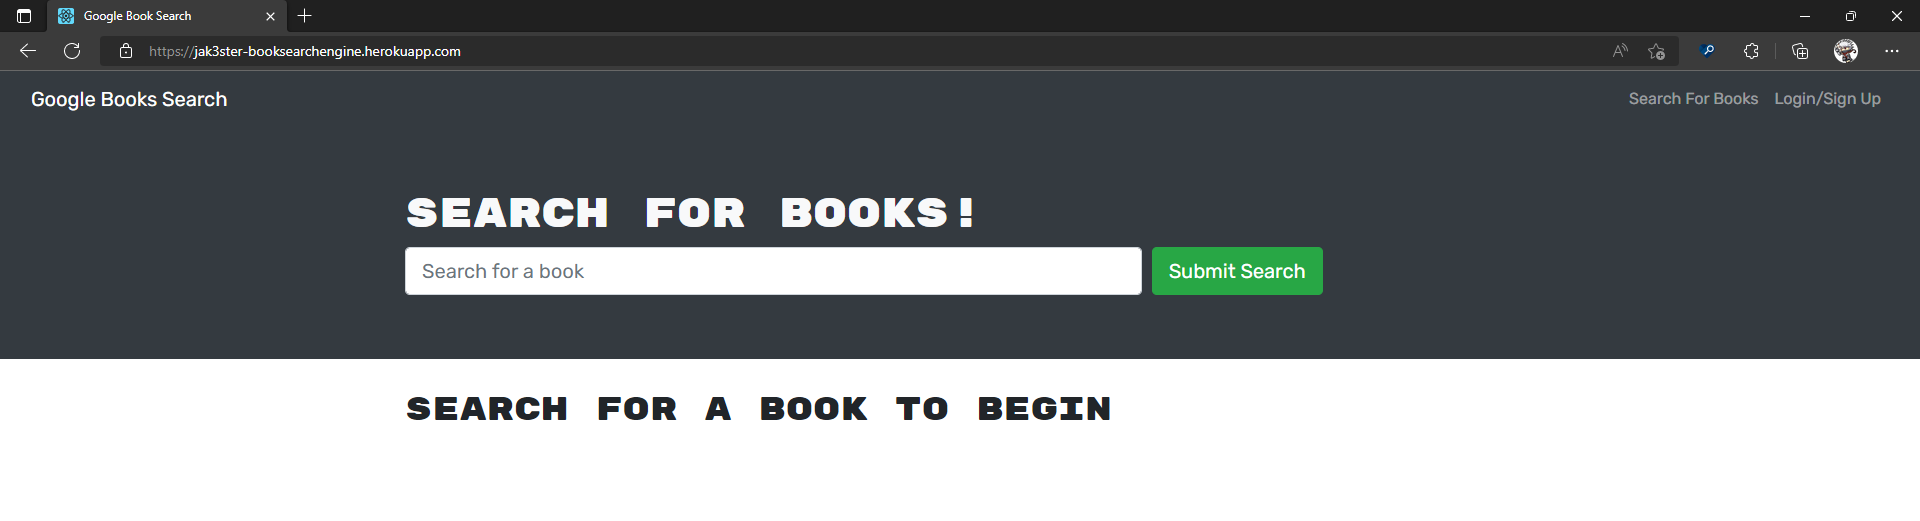 Google Book Search
https://jak3ster-booksearchengine.herokuapp.com
Google Books Search
Search For Books
Login/Sign Up
SEARCH FOR BOOKS!
Search for a book
Submit Search
SEARCH FOR A BOOK TO BEGIN